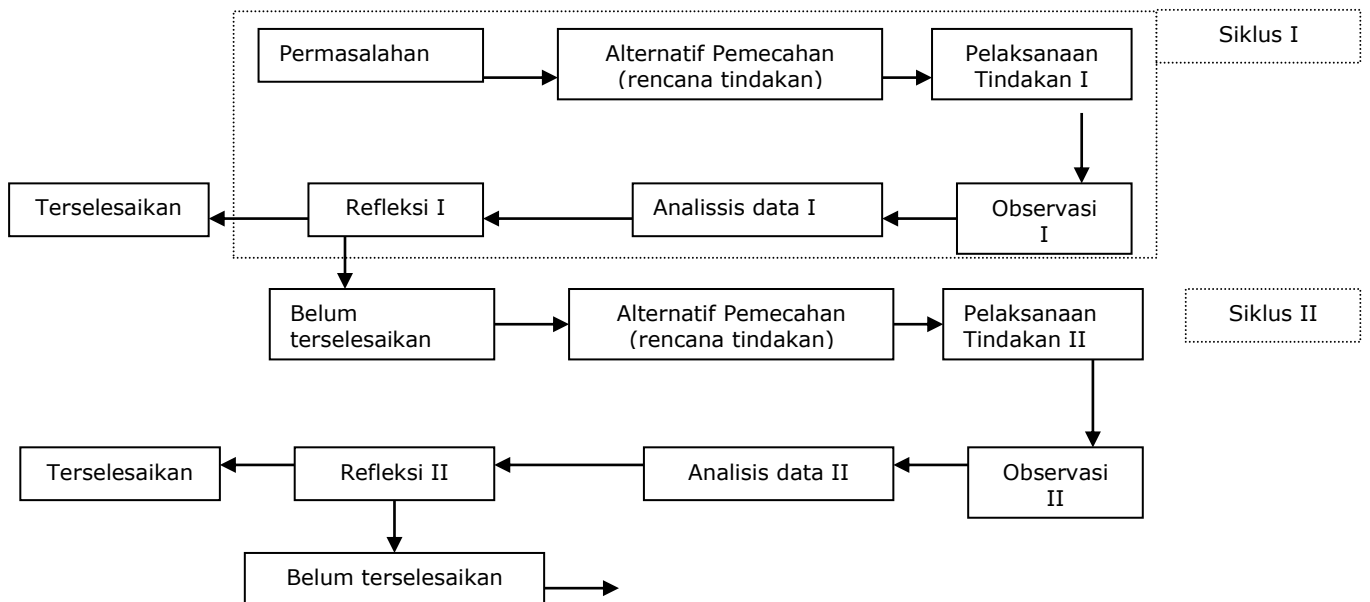 Permasalahan
Alternatif Pemecahan
(rencana tindakan)
Pelaksanaan
Tindakan I
Siklus I
Terselesaikan
Refleksi I
Analissis data I
Observasi
I
Belum
terselesaikan
Alternatif Pemecahan
(rencana tindakan)
Pelaksanaan
Tindakan II
Siklus II
Terselesaikan
Refleksi II
Analisis data II
Observasi
II
Belum terselesaikan